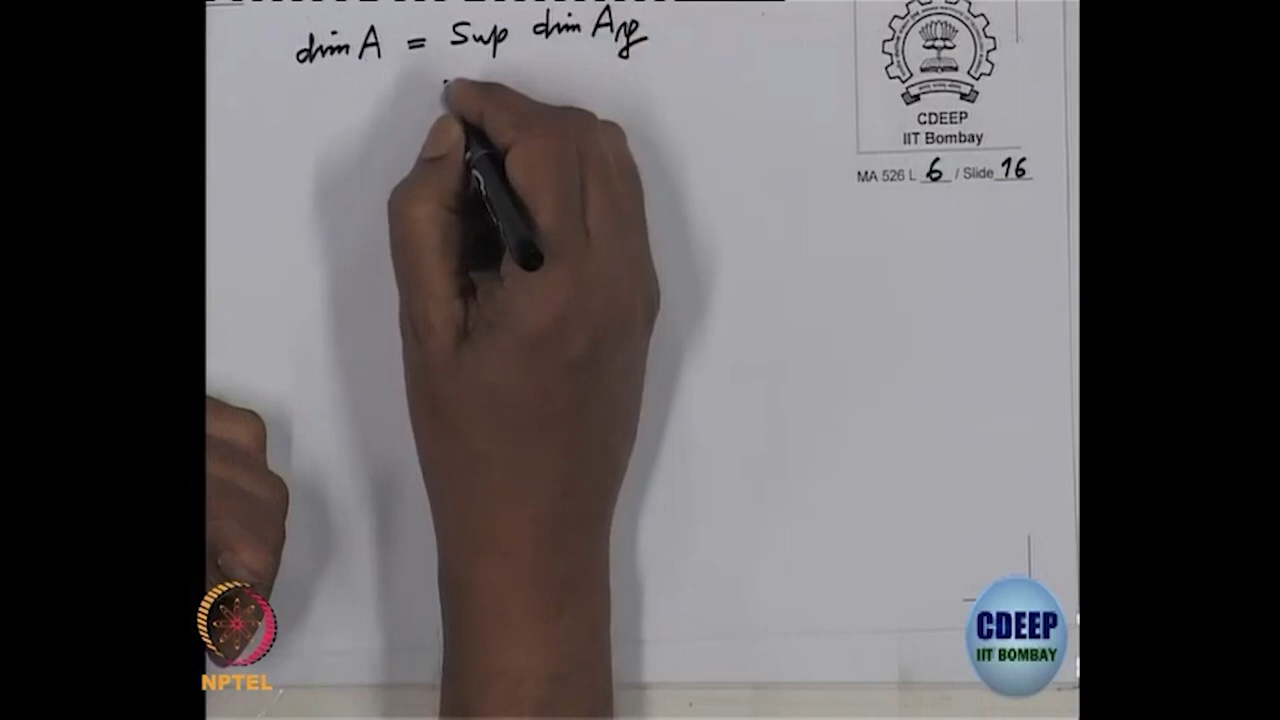 dim A = Sup dim A𝔭
CDEEP
IIT Bombay
MA 526 L 6 / Slide 16
CDEEP
IIT BOMBAY
NPTEL